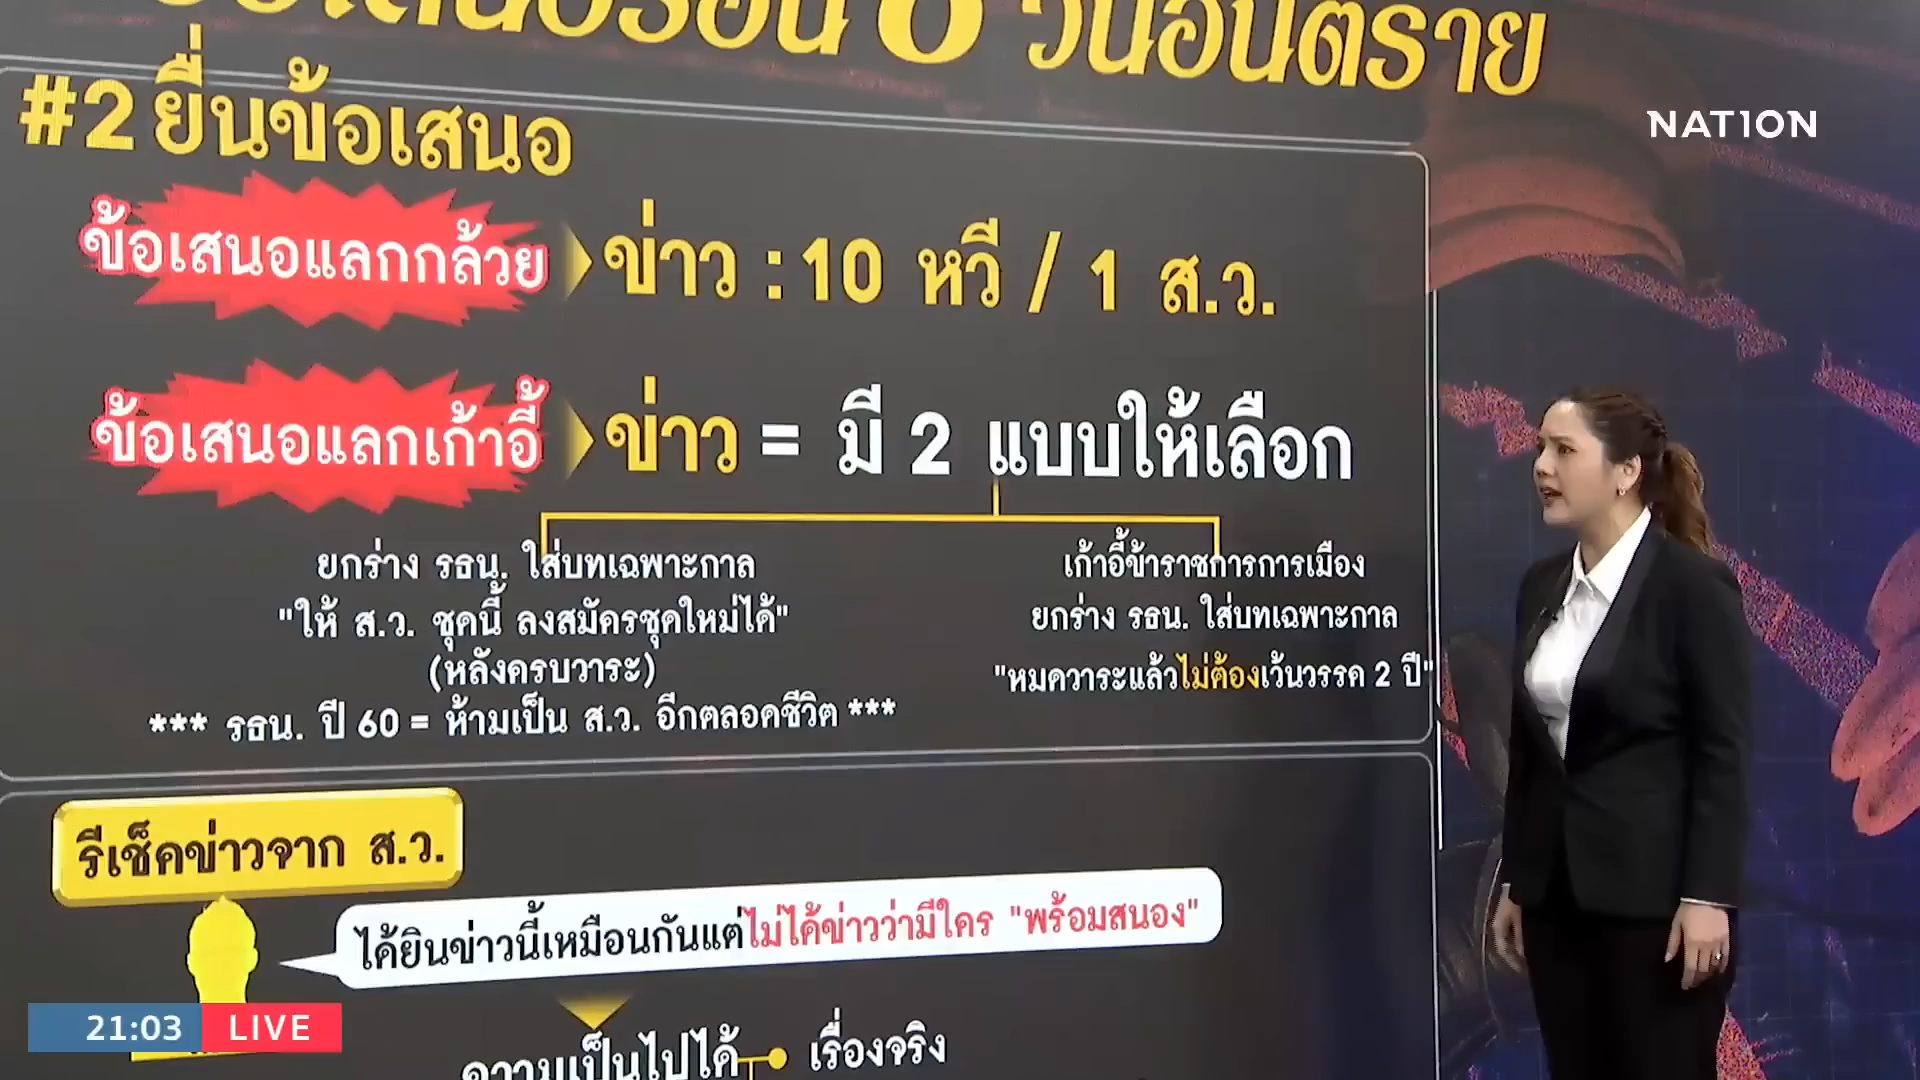 8 วันอันตราย
NATION
#2 ยื่นข้อเสนอ
ข้อเสนอแลกกล้วย ข่าว : 10 หวี / 1 ส.ว.
ข้อเสนอแลกเก้าอี้ ข่าว = มี 2 แบบให้เลือก
ยกร่าง รธน. ใส่บทเฉพาะกาล
"ให้ ส.ว. ชุดนี้ ลงสมัครชุดใหม่ได้"
(หลังครบวาระ)
*** รธน. ปี 60 = ห้ามเป็น ส.ว. อีกตลอดชีวิต ***
เก้าอี้ข้าราชการการเมือง
ยกร่าง รธน. ใส่บทเฉพาะกาล
"หมดวาระแล้วไม่ต้องเว้นวรรค 2 ปี"
รีเช็คข่าวจาก ส.ว.
ได้ยินข่าวนี้เหมือนกันแต่ไม่ได้ข่าวว่ามีใคร "พร้อมสนอง"
ความเป็นไปได้ เรื่องจริง
21:03 LIVE